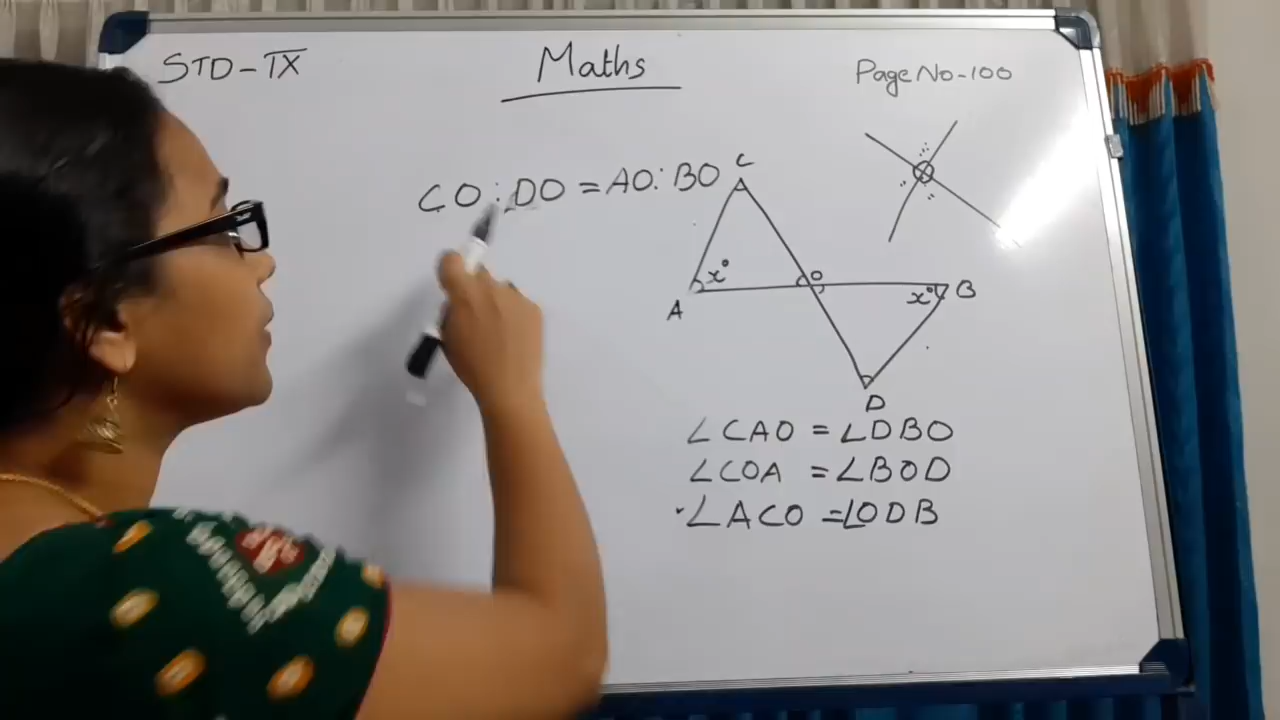 STD-IX
Maths
Page No-100
CO:DO = AO:BO
C
x°
O
A
x°
B
D
∠CAO = ∠DBO
∠COA = ∠BOD
∠ACO = ∠ODB